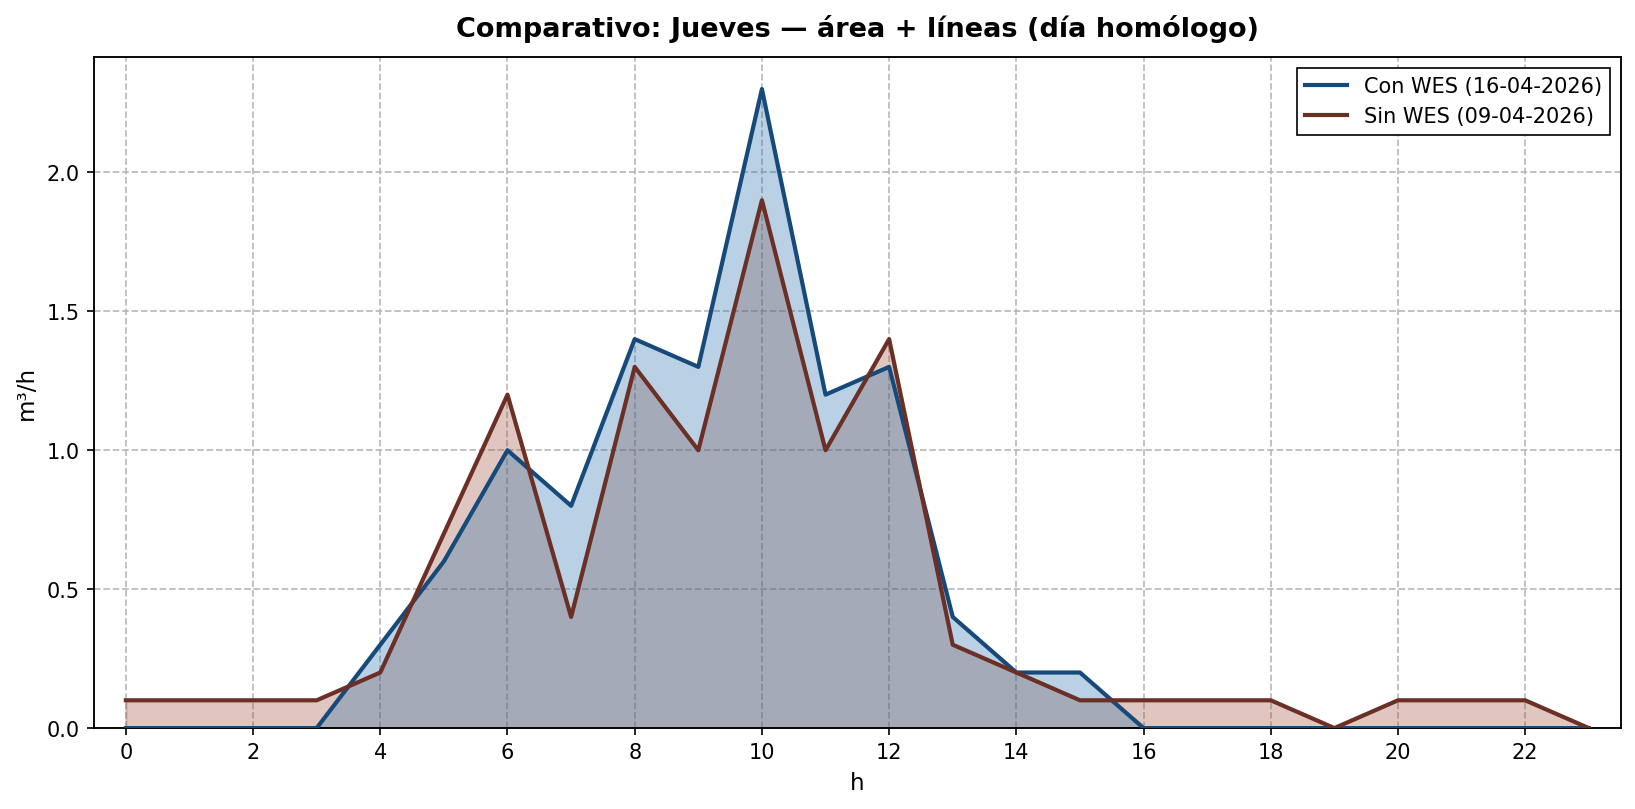 Comparativo: Jueves — área + líneas (día homólogo)
Con WES (16-04-2026)
Sin WES (09-04-2026)
m³/h
2.0
1.5
1.0
0.5
0.0
0 2 4 6 8 10 12 14 16 18 20 22
h